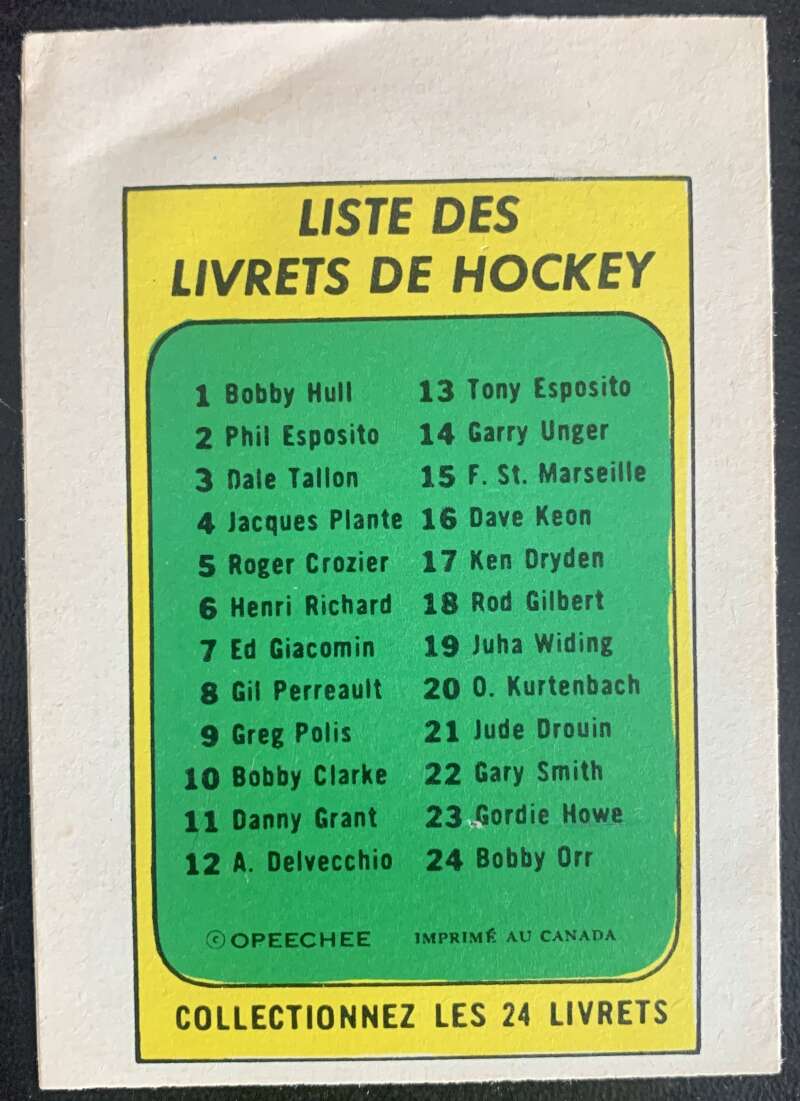 LISTE DES
LIVRETS DE HOCKEY
1 Bobby Hull
2 Phil Esposito
3 Dale Tallon
4 Jacques Plante
5 Roger Crozier
6 Henri Richard
7 Ed Giacomin
8 Gil Perreault
9 Greg Polis
10 Bobby Clarke
11 Danny Grant
12 A. Delvecchio
13 Tony Esposito
14 Garry Unger
15 F. St. Marseille
16 Dave Keon
17 Ken Dryden
18 Rod Gilbert
19 Juha Widing
20 O. Kurtenbach
21 Jude Drouin
22 Gary Smith
23 Gordie Howe
24 Bobby Orr
© OPEECHEE IMPRIMÉ AU CANADA
COLLECTIONNEZ LES 24 LIVRETS